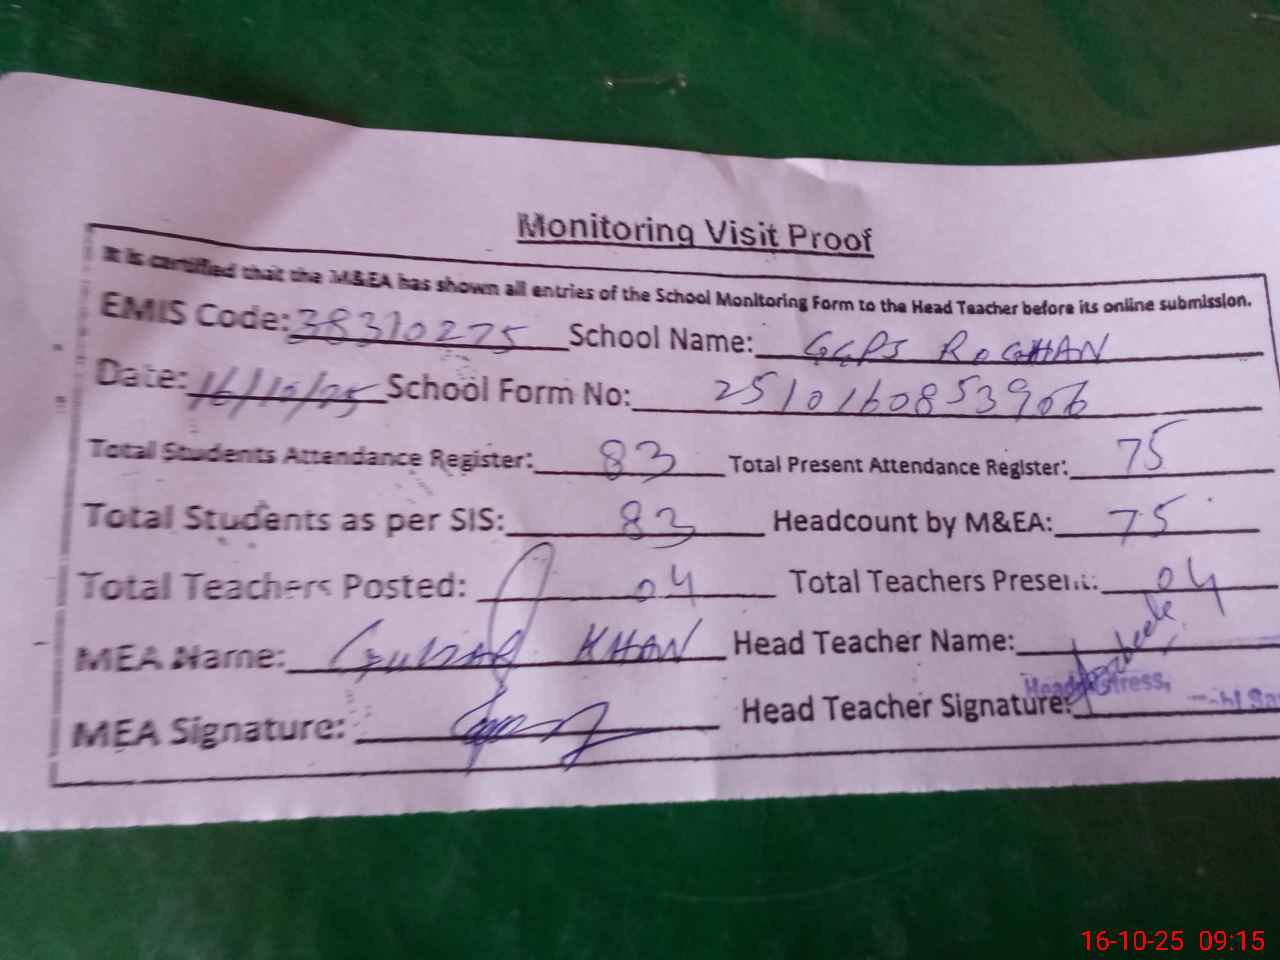 Monitoring Visit Proof
It is certified that the M&EA has shown all entries of the School Monitoring Form to the Head Teacher before its online submission.
EMIS Code: 38310275 School Name: GGPS ROGHAN
Date: 16/10/25 School Form No: 2510160853906
Total Students Attendance Register: 83 Total Present Attendance Register: 75
Total Students as per SIS: 83 Headcount by M&EA: 75
Total Teachers Posted: 04 Total Teachers Present: 04
MEA Name: GULZAR KHAN Head Teacher Name:
MEA Signature: Head Teacher Signature:
16-10-25 09:15